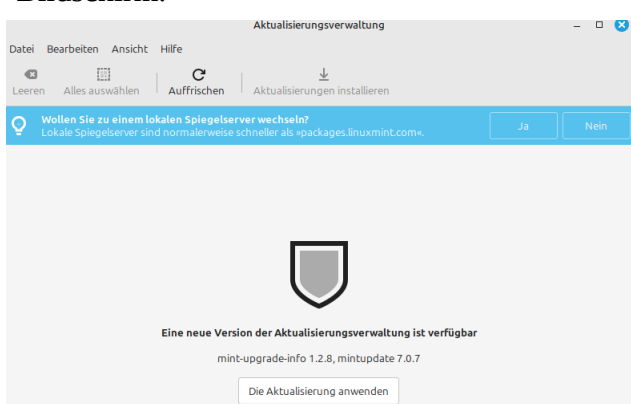 Aktualisierungsverwaltung
Datei Bearbeiten Ansicht Hilfe
Leeren Alles auswählen Auffrischen Aktualisierungen installieren
Wollen Sie zu einem lokalen Spiegelserver wechseln?
Lokale Spiegelserver sind normalerweise schneller als »packages.linuxmint.com«.
Ja Nein
Eine neue Version der Aktualisierungsverwaltung ist verfügbar
mint-upgrade-info 1.2.8, mintupdate 7.0.7
Die Aktualisierung anwenden